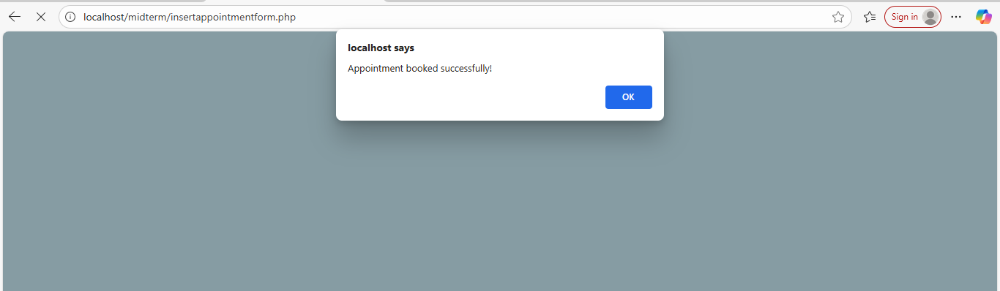 localhost/midterm/insertappointmentform.php
Sign in
localhost says
Appointment booked successfully!
OK